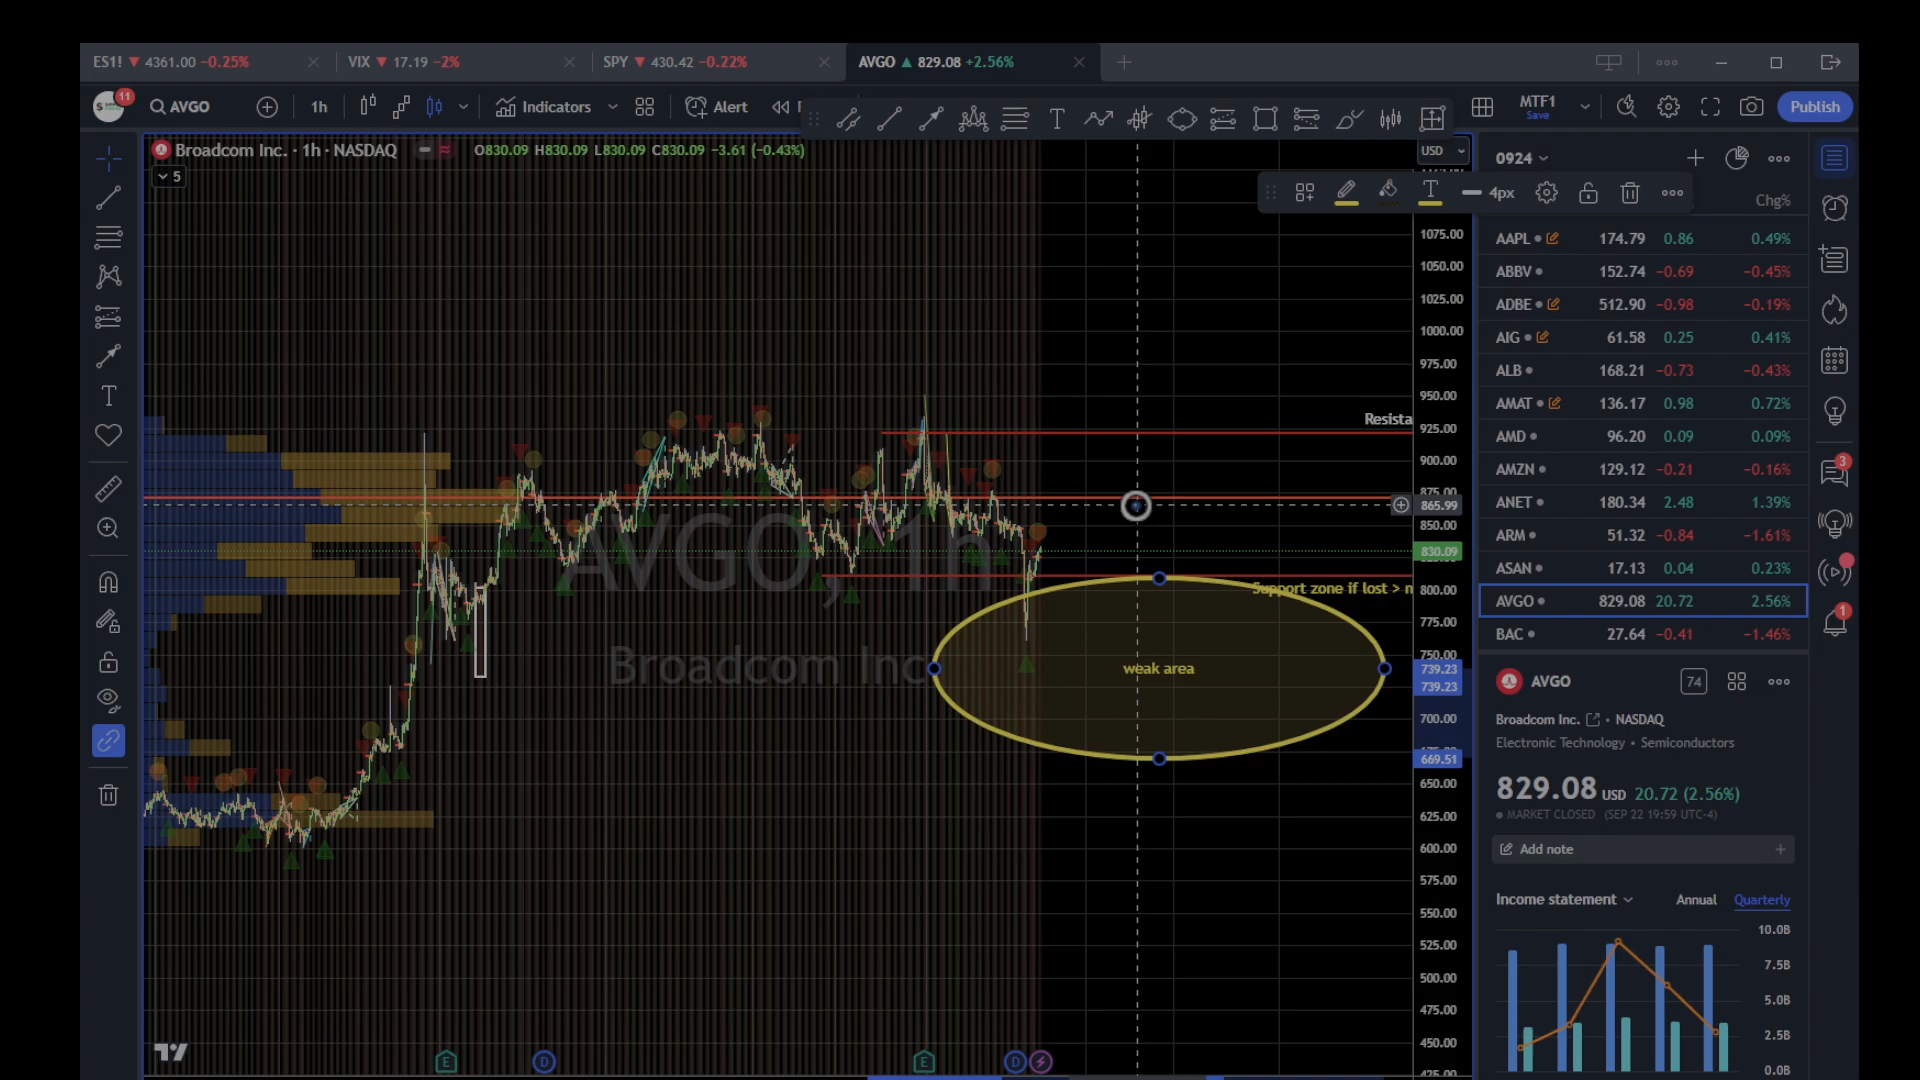 ES1! ▼ 4361.00 −0.25%
VIX ▼ 17.19 −2%
SPY ▼ 430.42 −0.22%
AVGO ▲ 829.08 +2.56%
11
AVGO
1h
Indicators
Alert
MTF1
Save
Publish
Broadcom Inc. · 1h · NASDAQ
O830.09 H830.09 L830.09 C830.09 −3.61 (−0.43%)
5
USD
4px
1075.00
1050.00
1025.00
1000.00
975.00
950.00
925.00
900.00
875.00
865.99
850.00
830.09
800.00
775.00
750.00
739.23
739.23
700.00
669.51
650.00
625.00
600.00
575.00
550.00
525.00
500.00
475.00
450.00
425.00
Resista
Support zone if lost > n
weak area
AVGO, 1h
Broadcom Inc
E
D
E
D
0924
Chg%
AAPL 174.79 0.86 0.49%
ABBV 152.74 −0.69 −0.45%
ADBE 512.90 −0.98 −0.19%
AIG 61.58 0.25 0.41%
ALB 168.21 −0.73 −0.43%
AMAT 136.17 0.98 0.72%
AMD 96.20 0.09 0.09%
AMZN 129.12 −0.21 −0.16%
ANET 180.34 2.48 1.39%
ARM 51.32 −0.84 −1.61%
ASAN 17.13 0.04 0.23%
AVGO 829.08 20.72 2.56%
BAC 27.64 −0.41 −1.46%
AVGO
74
Broadcom Inc. • NASDAQ
Electronic Technology • Semiconductors
829.08 USD 20.72 (2.56%)
MARKET CLOSED (SEP 22 19:59 UTC-4)
Add note
Income statement
Annual
Quarterly
10.0B
7.5B
5.0B
2.5B
0.0B
3
1